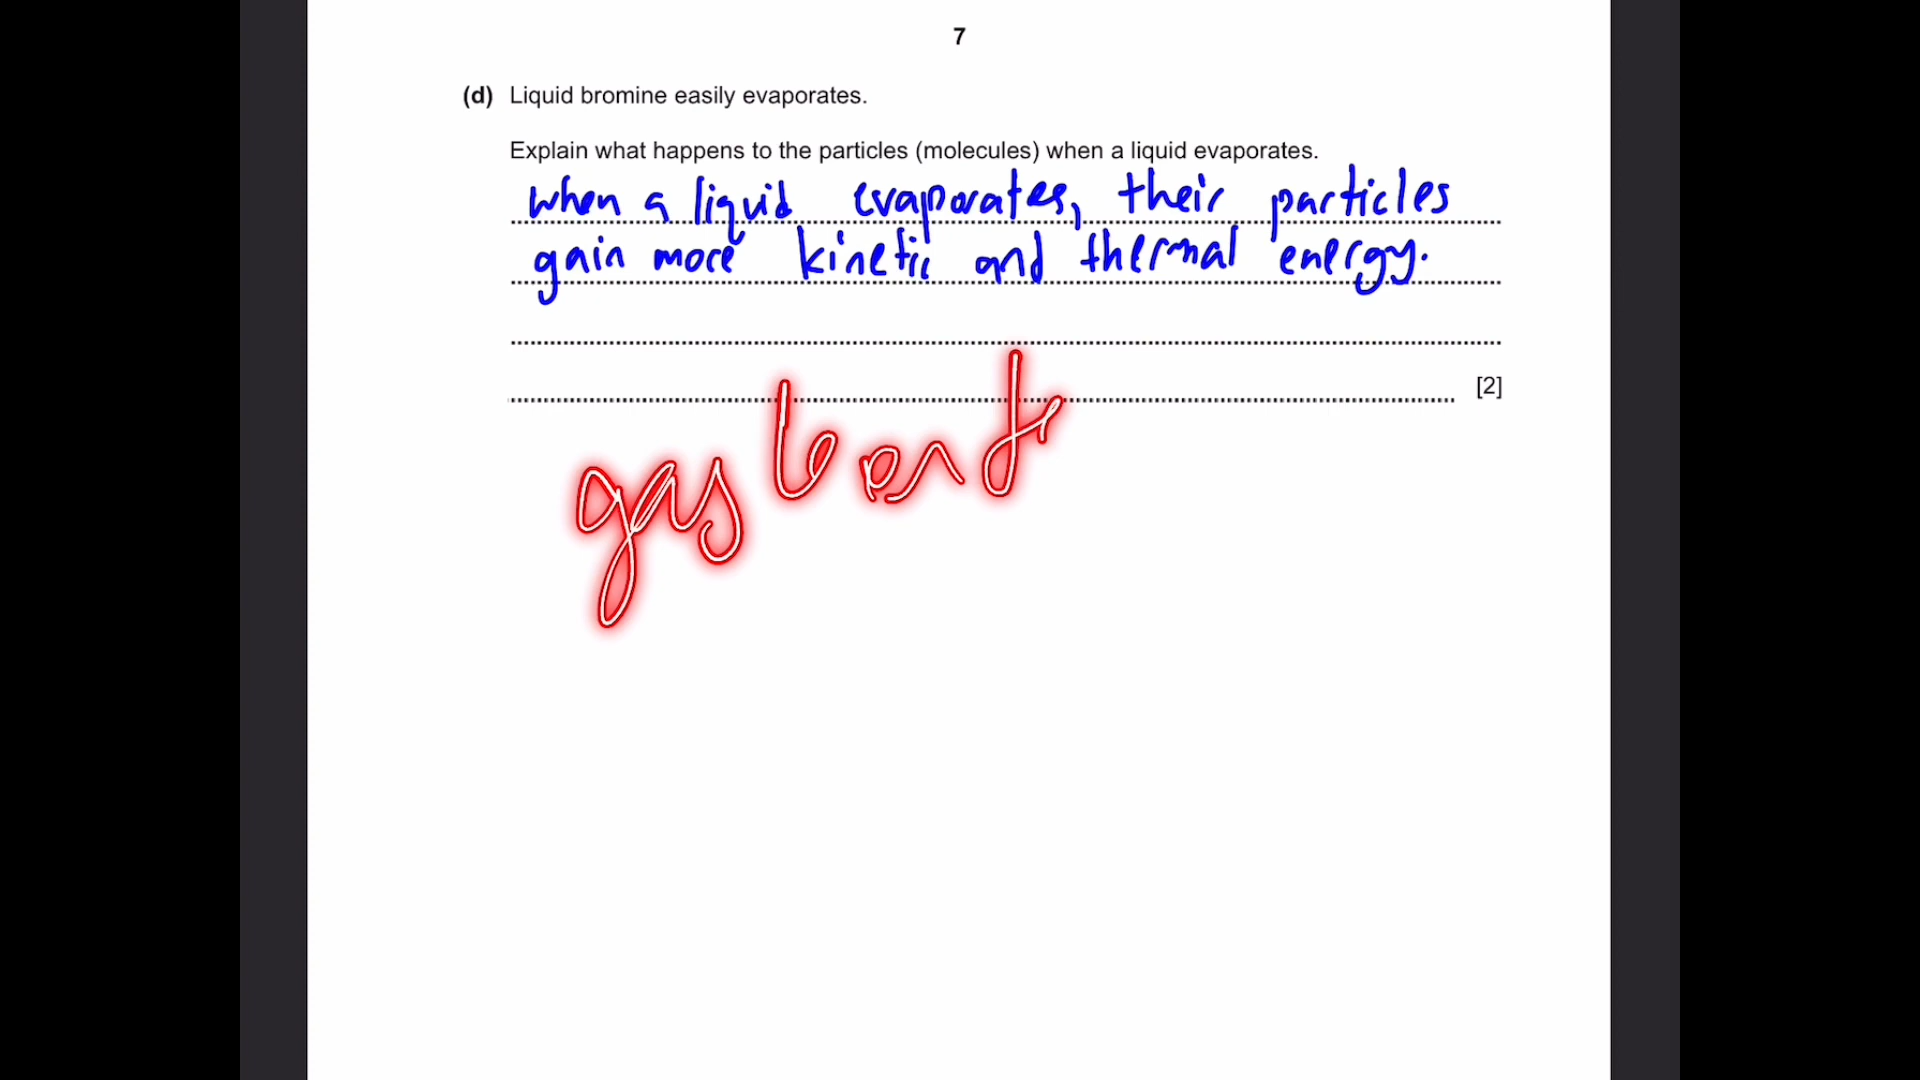 7
(d) Liquid bromine easily evaporates.
Explain what happens to the particles (molecules) when a liquid evaporates.
when a liquid evaporates, their particles
gain more kinetic and thermal energy.
[2]
gas